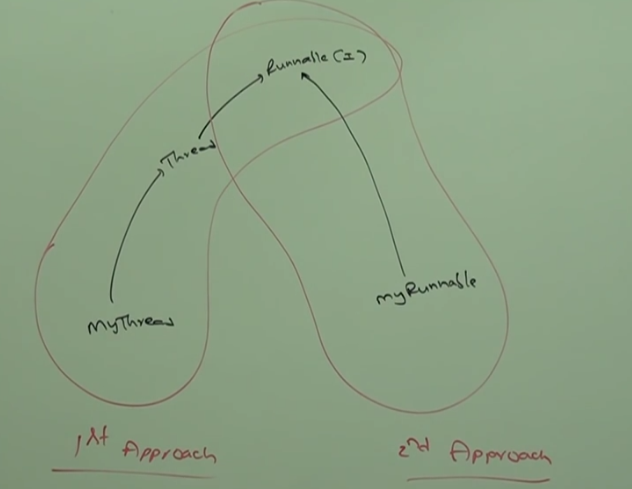 Runnable (I)
Thread
MyRunnable
MyThread
1st Approach
2nd Approach